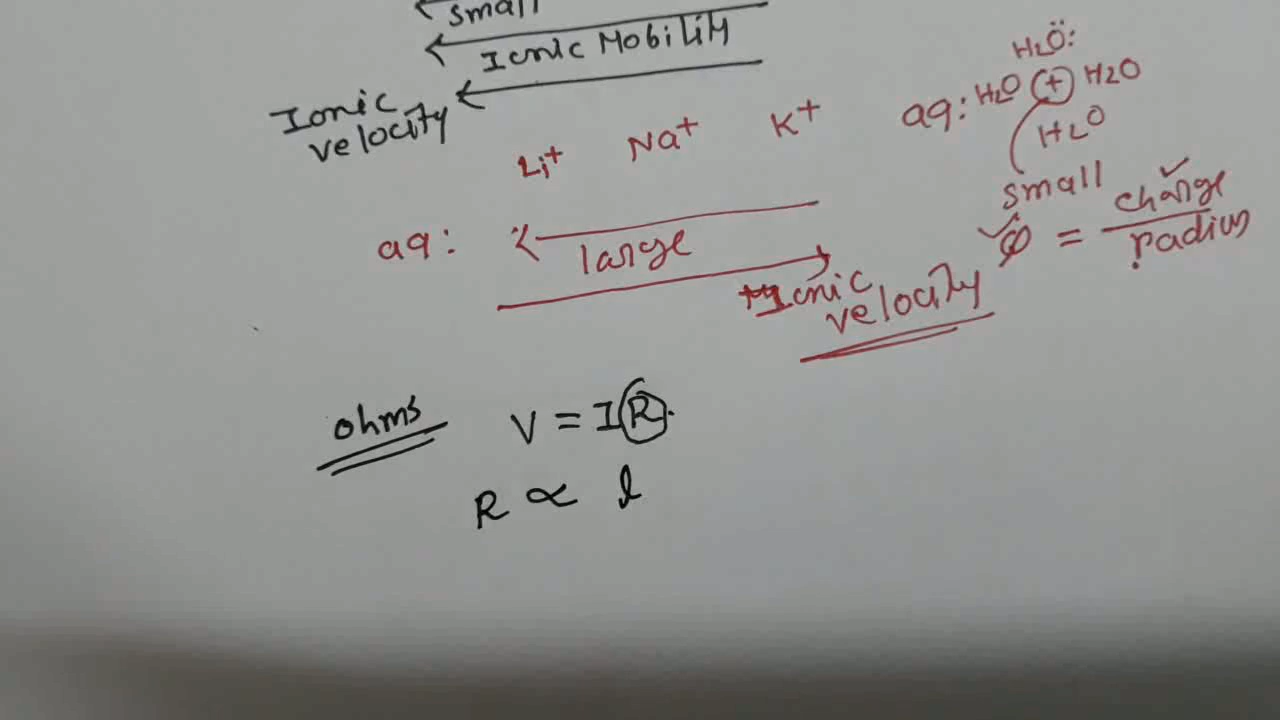 small
Ionic Mobility
Ionic
velocity
Li+ Na+ K+
aq: H2O + H2O
H2Ö:
H2O
small
φ = charge / radius
aq: large
Ionic
velocity
ohms V = IR.
R ∝ l